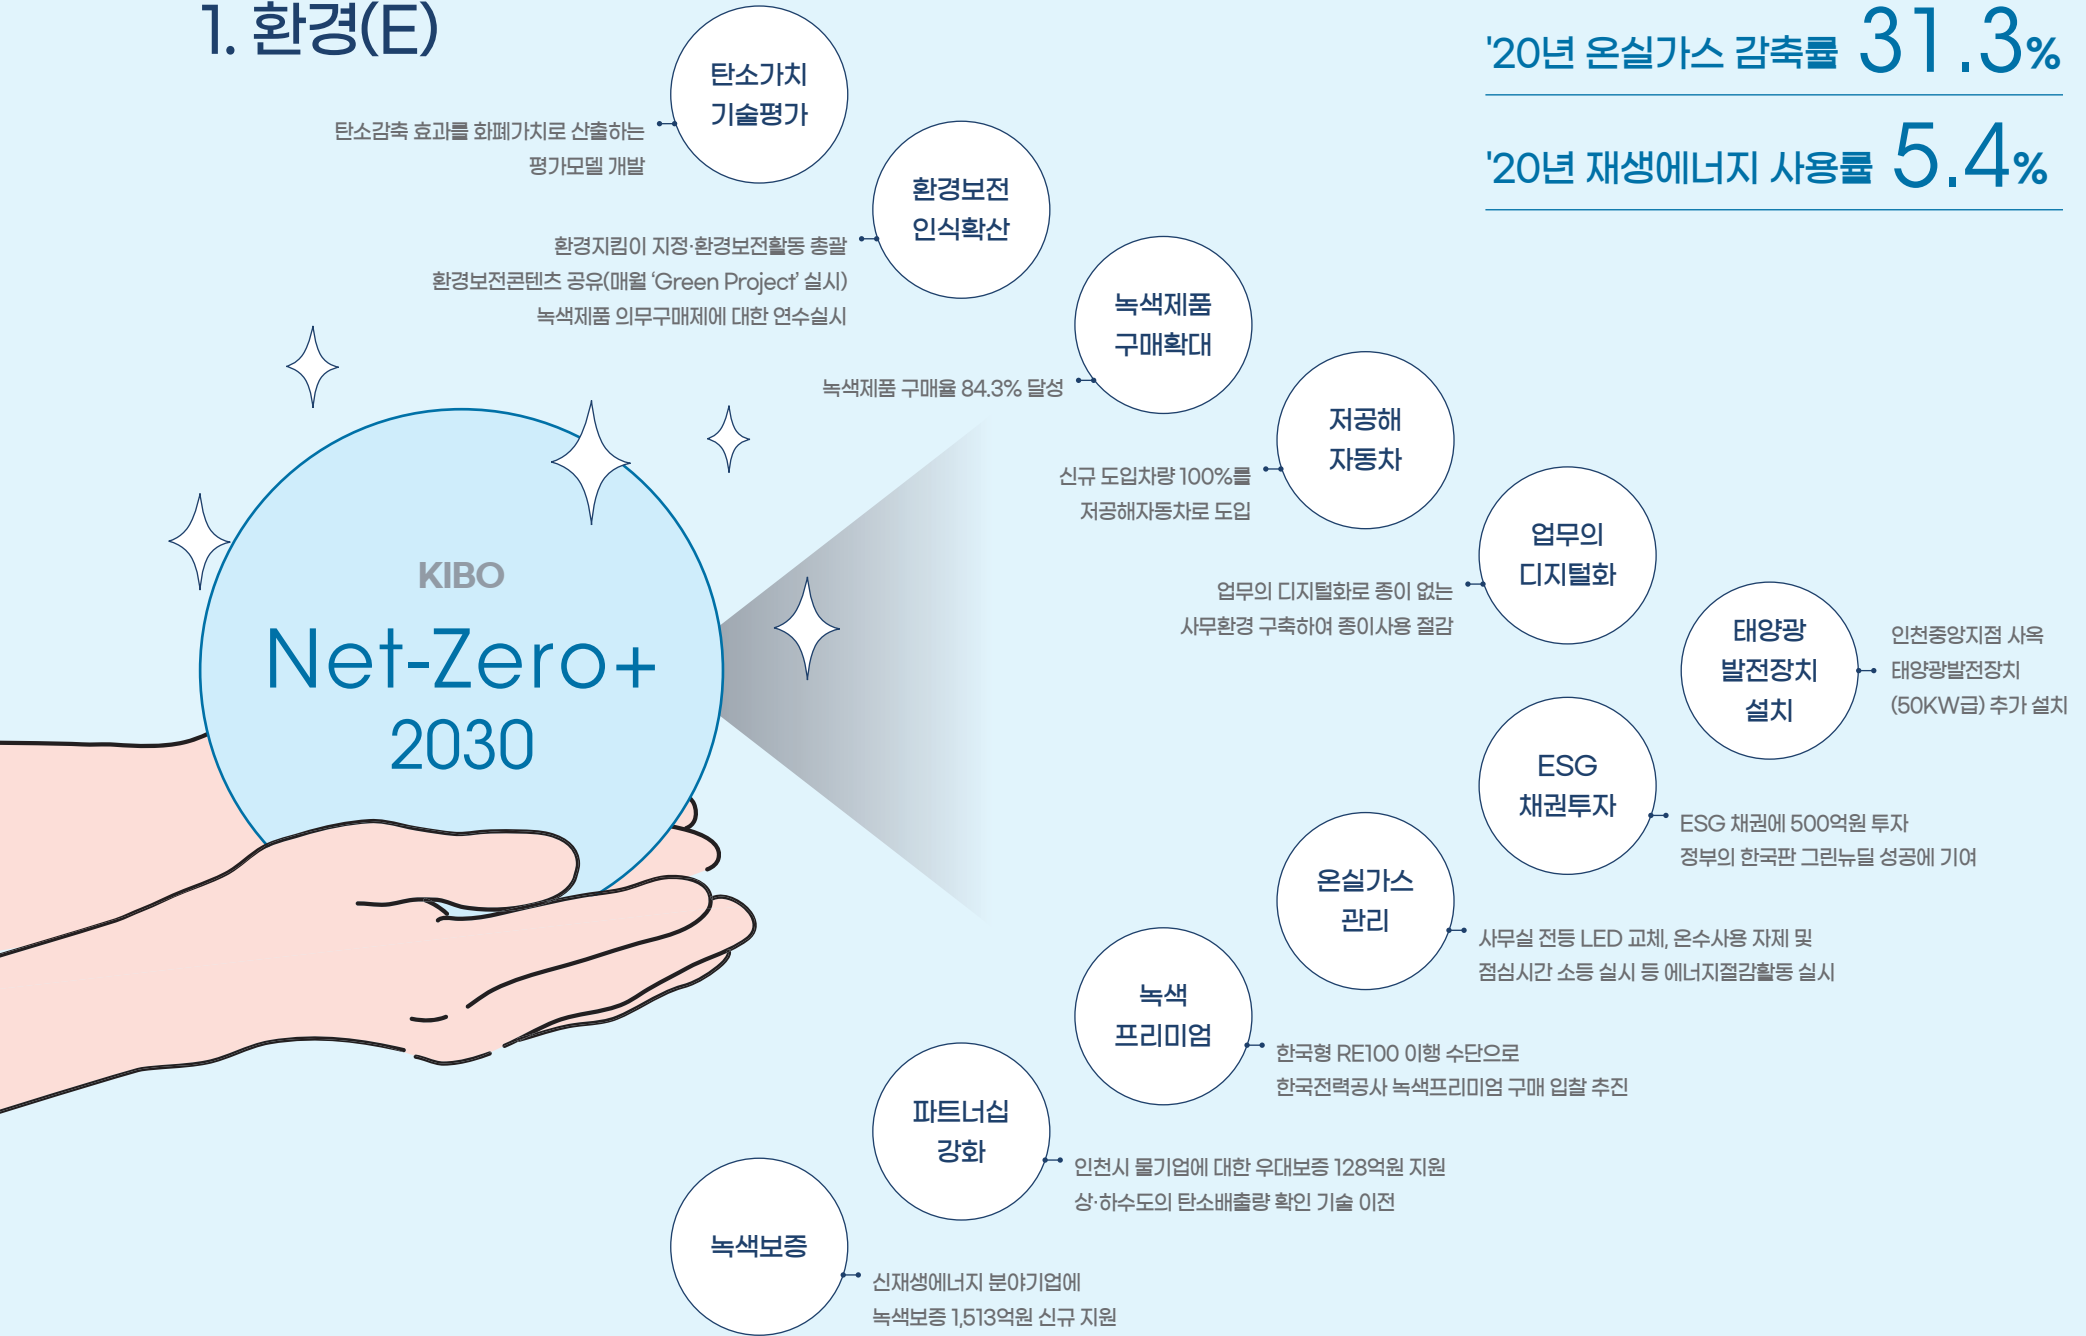 1. 환경(E)
'20년 온실가스 감축률 31.3%
'20년 재생에너지 사용률 5.4%
탄소가치
기술평가
탄소감축 효과를 화폐가치로 산출하는
평가모델 개발
환경보전
인식확산
환경지킴이 지정·환경보전활동 총괄
환경보전콘텐츠 공유(매월 ‘Green Project’ 실시)
녹색제품 의무구매제에 대한 연수실시
녹색제품
구매확대
녹색제품 구매율 84.3% 달성
저공해
자동차
신규 도입차량 100%를
저공해자동차로 도입
업무의
디지털화
업무의 디지털화로 종이 없는
사무환경 구축하여 종이사용 절감
태양광
발전장치
설치
인천중앙지점 사옥
태양광발전장치
(50KW급) 추가 설치
KIBO
Net-Zero+
2030
ESG
채권투자
ESG 채권에 500억원 투자
정부의 한국판 그린뉴딜 성공에 기여
온실가스
관리
사무실 전등 LED 교체, 온수사용 자제 및
점심시간 소등 실시 등 에너지절감활동 실시
녹색
프리미엄
한국형 RE100 이행 수단으로
한국전력공사 녹색프리미엄 구매 입찰 추진
파트너십
강화
인천시 물기업에 대한 우대보증 128억원 지원
상·하수도의 탄소배출량 확인 기술 이전
녹색보증
신재생에너지 분야기업에
녹색보증 1,513억원 신규 지원